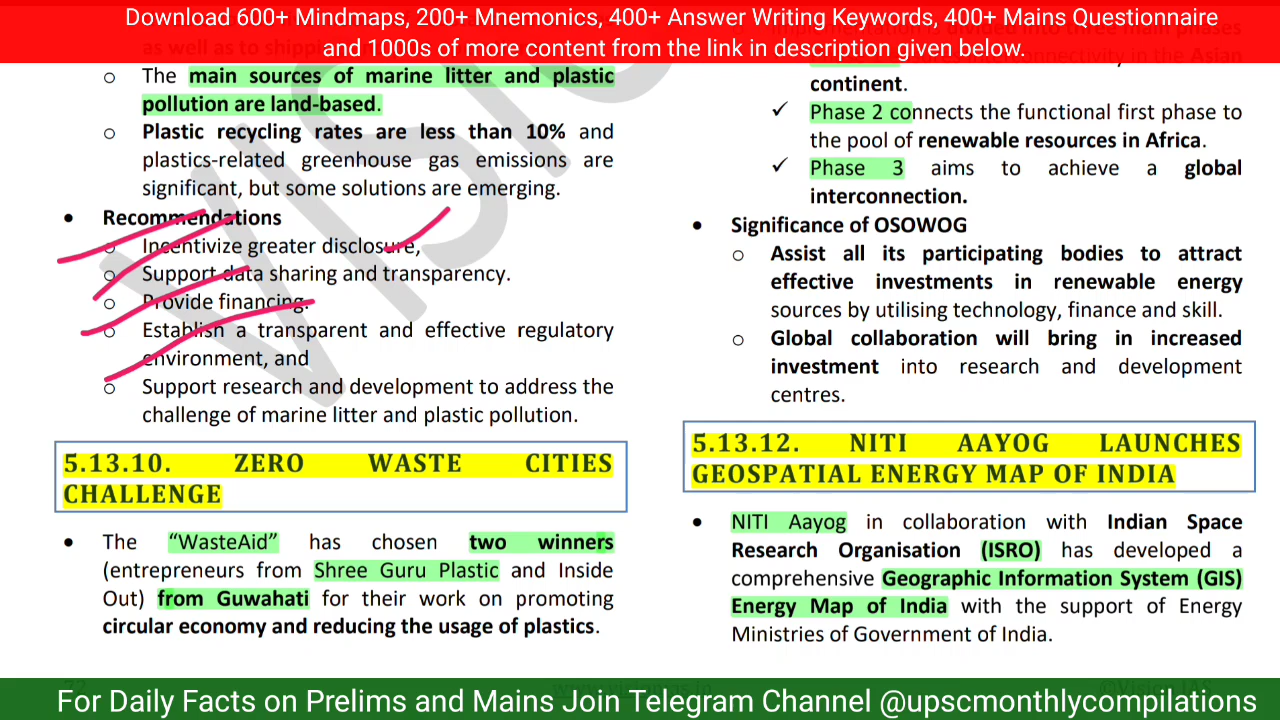 Download 600+ Mindmaps, 200+ Mnemonics, 400+ Answer Writing Keywords, 400+ Mains Questionnaire
and 1000s of more content from the link in description given below.
as well as to shipp
o The main sources of marine litter and plastic
pollution are land-based.
o Plastic recycling rates are less than 10% and
plastics-related greenhouse gas emissions are
significant, but some solutions are emerging.
• Recommendations
o Incentivize greater disclosure,
o Support data sharing and transparency.
o Provide financing.
o Establish a transparent and effective regulatory
environment, and
o Support research and development to address the
challenge of marine litter and plastic pollution.
5.13.10. ZERO WASTE CITIES
CHALLENGE
• The “WasteAid” has chosen two winners
(entrepreneurs from Shree Guru Plastic and Inside
Out) from Guwahati for their work on promoting
circular economy and reducing the usage of plastics.
continent.
✓ Phase 2 connects the functional first phase to
the pool of renewable resources in Africa.
✓ Phase 3 aims to achieve a global
interconnection.
• Significance of OSOWOG
o Assist all its participating bodies to attract
effective investments in renewable energy
sources by utilising technology, finance and skill.
o Global collaboration will bring in increased
investment into research and development
centres.
5.13.12. NITI AAYOG LAUNCHES
GEOSPATIAL ENERGY MAP OF INDIA
• NITI Aayog in collaboration with Indian Space
Research Organisation (ISRO) has developed a
comprehensive Geographic Information System (GIS)
Energy Map of India with the support of Energy
Ministries of Government of India.
For Daily Facts on Prelims and Mains Join Telegram Channel @upscmonthlycompilations